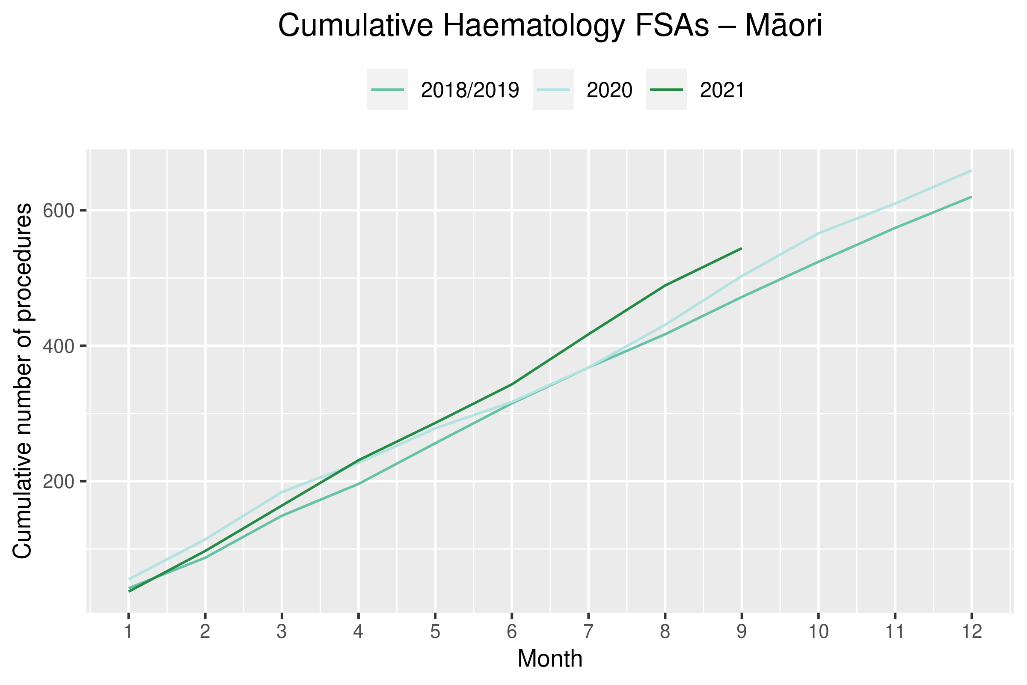 Cumulative Haematology FSAs – Māori
2018/2019 2020 2021
Cumulative number of procedures
600
400
200
1 2 3 4 5 6 7 8 9 10 11 12
Month